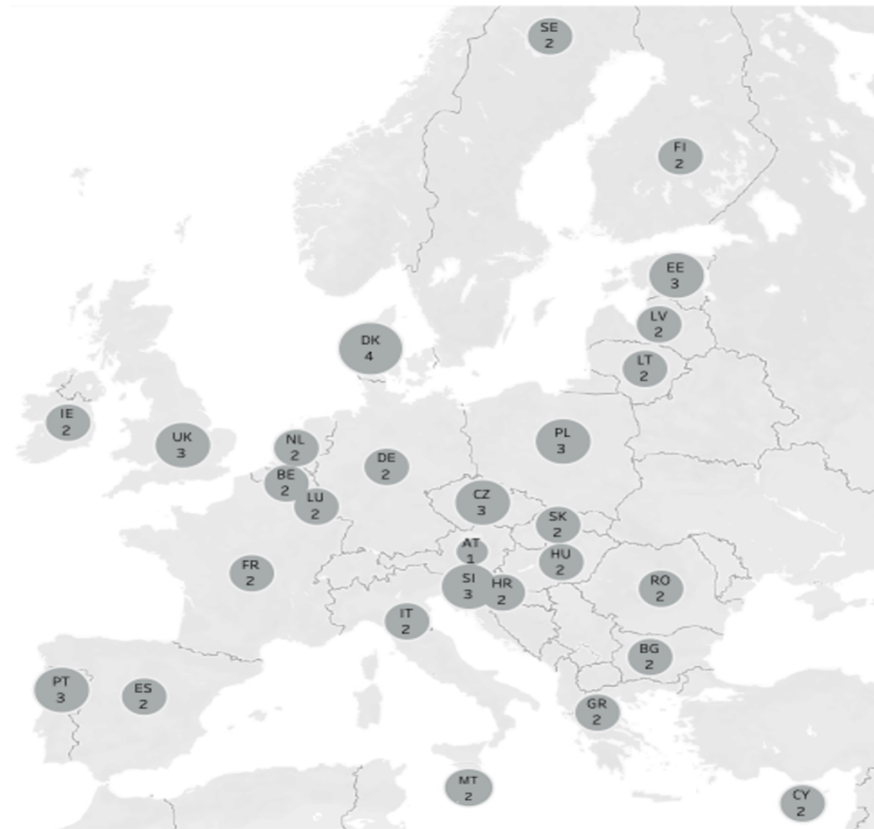 SE
2
FI
2
EE
3
LV
2
DK
4
LT
2
IE
2
UK
3
NL
2
PL
3
DE
2
BE
2
LU
2
CZ
3
SK
2
AT
1
HU
2
FR
2
SI
3
HR
2
RO
2
IT
2
BG
2
PT
3
ES
2
GR
2
MT
2
CY
2